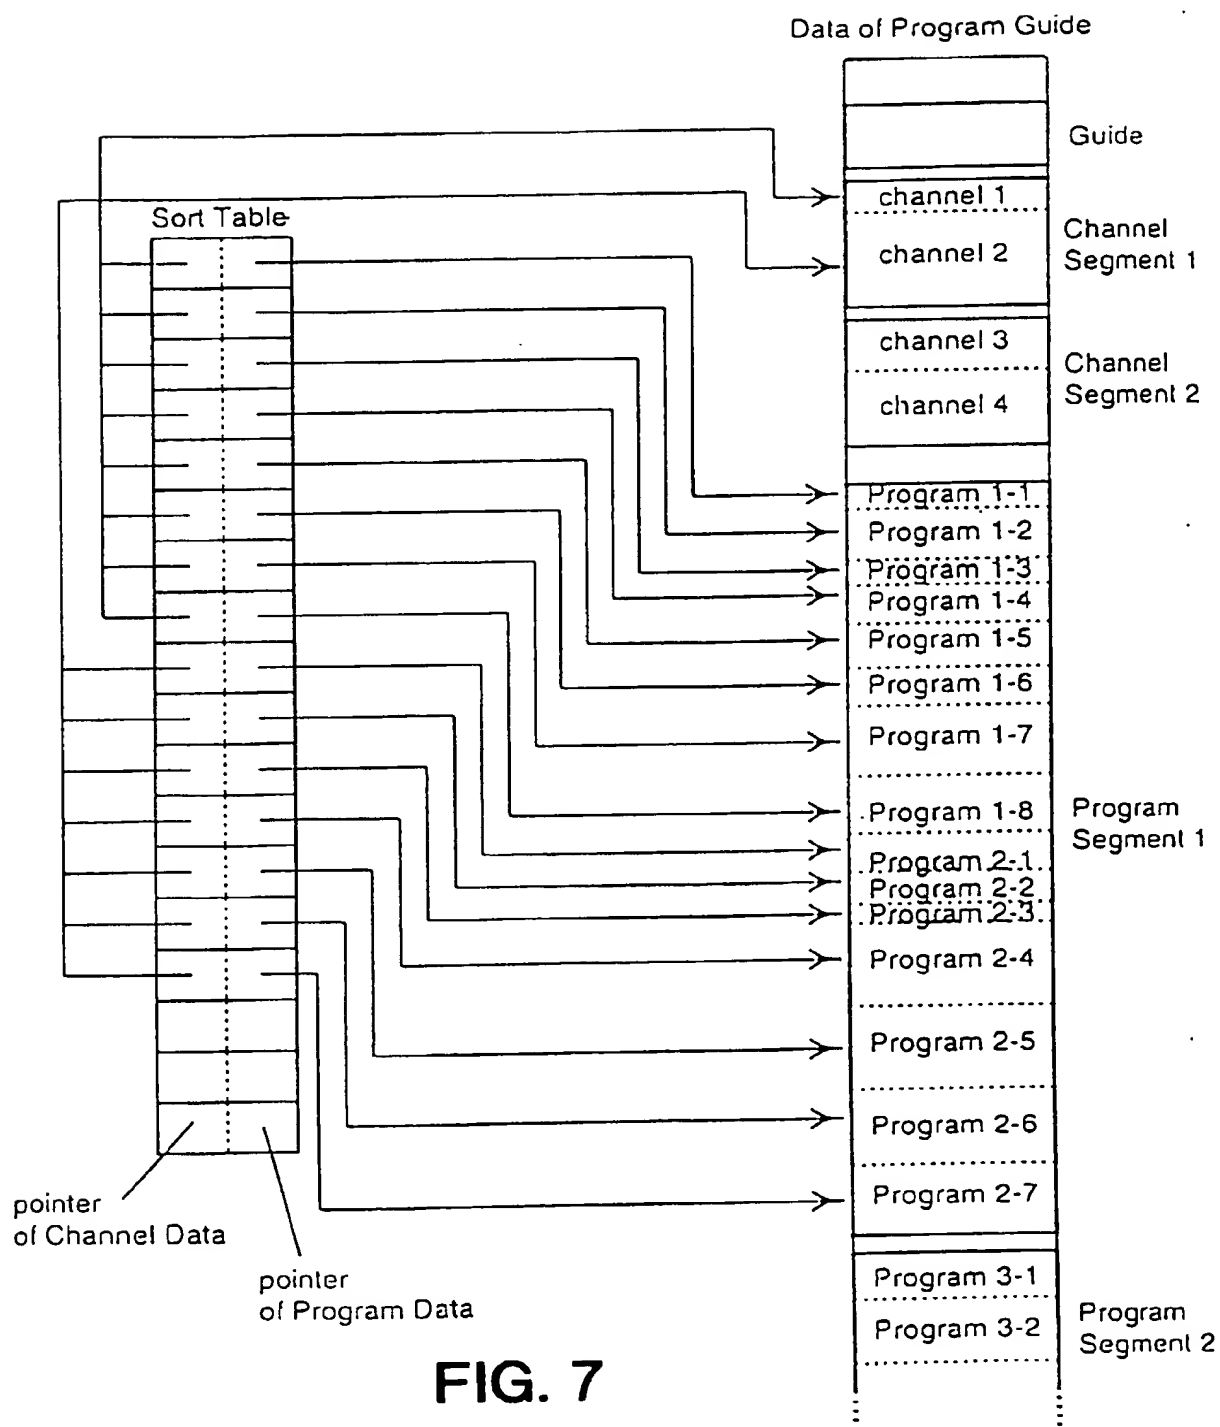 Data of Program Guide
Guide
Sort Table
channel 1
channel 2
Channel
Segment 1
channel 3
channel 4
Channel
Segment 2
Program 1-1
Program 1-2
Program 1-3
Program 1-4
Program 1-5
Program 1-6
Program 1-7
Program 1-8
Program 2-1
Program 2-2
Program 2-3
Program 2-4
Program 2-5
Program 2-6
Program 2-7
Program
Segment 1
Program 3-1
Program 3-2
Program
Segment 2
pointer
of Channel Data
pointer
of Program Data
FIG. 7